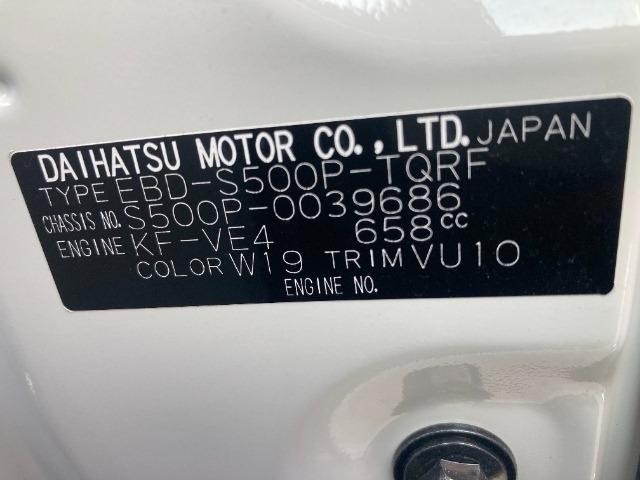 DAIHATSU MOTOR CO.,LTD. JAPAN
TYPE EBD-S500P-TQRF
CHASSIS NO. S500P-0039686
ENGINE KF-VE4 658cc
COLOR W19 TRIM VU10
ENGINE NO.